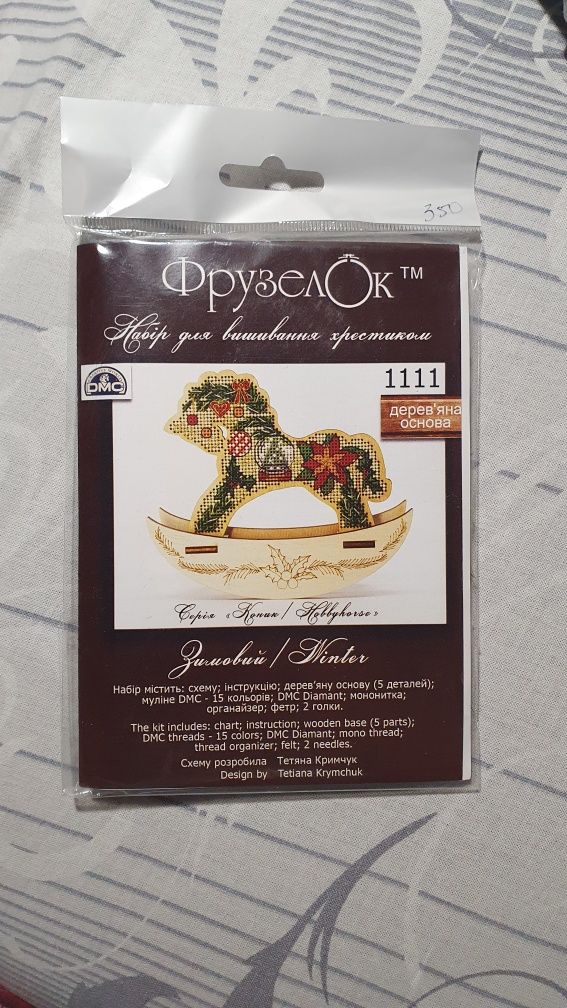 350
ФрузелОк™
Набір для вишивання хрестиком
DMC
1111
дерев'яна
основа
Серія «Коник / Hobbyhorse»
Зимовий / Winter
Набір містить: схему; інструкцію; дерев'яну основу (5 деталей);
муліне DMC - 15 кольорів; DMC Diamant; мононитка;
органайзер; фетр; 2 голки.
The kit includes: chart; instruction; wooden base (5 parts);
DMC threads - 15 colors; DMC Diamant; mono thread;
thread organizer; felt; 2 needles.
Схему розробила Тетяна Кримчук
Design by Tetiana Krymchuk